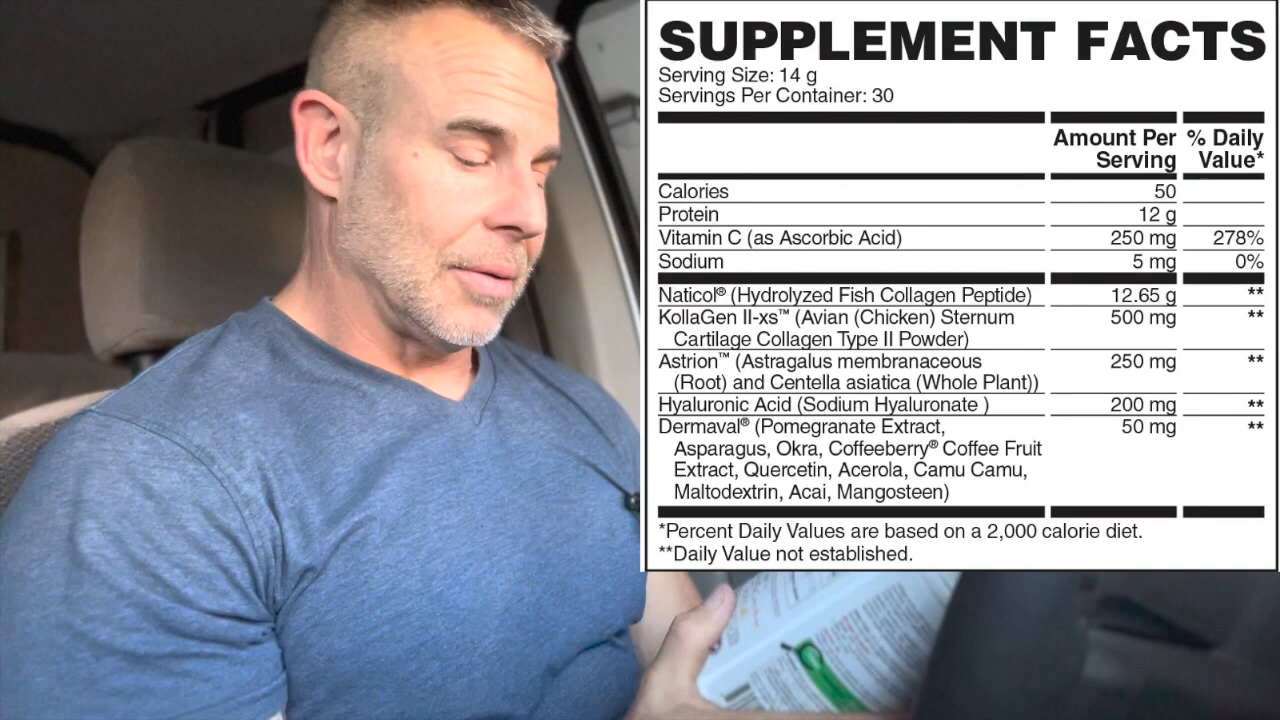 SUPPLEMENT FACTS
Serving Size: 14 g
Servings Per Container: 30
Amount Per Serving % Daily Value*
Calories 50
Protein 12 g
Vitamin C (as Ascorbic Acid) 250 mg 278%
Sodium 5 mg 0%
Naticol® (Hydrolyzed Fish Collagen Peptide) 12.65 g **
KollaGen II-xs™ (Avian (Chicken) Sternum 500 mg **
Cartilage Collagen Type II Powder)
Astrion™ (Astragalus membranaceous 250 mg **
(Root) and Centella asiatica (Whole Plant))
Hyaluronic Acid (Sodium Hyaluronate ) 200 mg **
Dermaval® (Pomegranate Extract, 50 mg **
Asparagus, Okra, Coffeeberry® Coffee Fruit
Extract, Quercetin, Acerola, Camu Camu,
Maltodextrin, Acai, Mangosteen)
*Percent Daily Values are based on a 2,000 calorie diet.
**Daily Value not established.